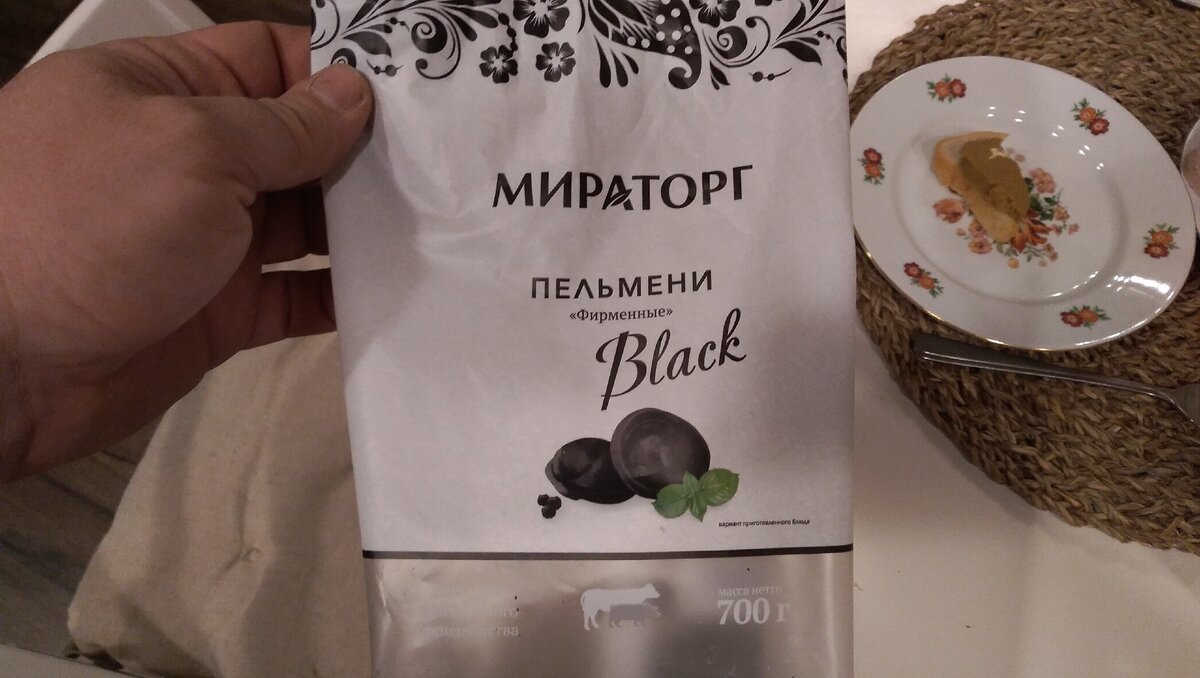 МИРАТОРГ
ПЕЛЬМЕНИ
«Фирменные»
Black
вариант приготовленного блюда
масса нетто
700 г